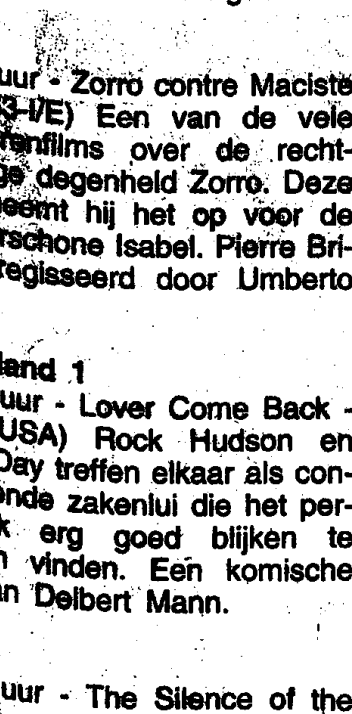 uur - Zorro contre Maciste
(3-I/E) Een van de vele
renfilms over de recht-
ge degenheld Zorro. Deze
neemt hij het op voor de
rschone Isabel. Pierre Bri-
regisseerd door Umberto
land 1
uur - Lover Come Back -
USA) Rock Hudson en
Day treffen elkaar als con-
nde zakenlui die het per-
k erg goed blijken te
n vinden. Een komische
an Delbert Mann.
uur - The Silence of the